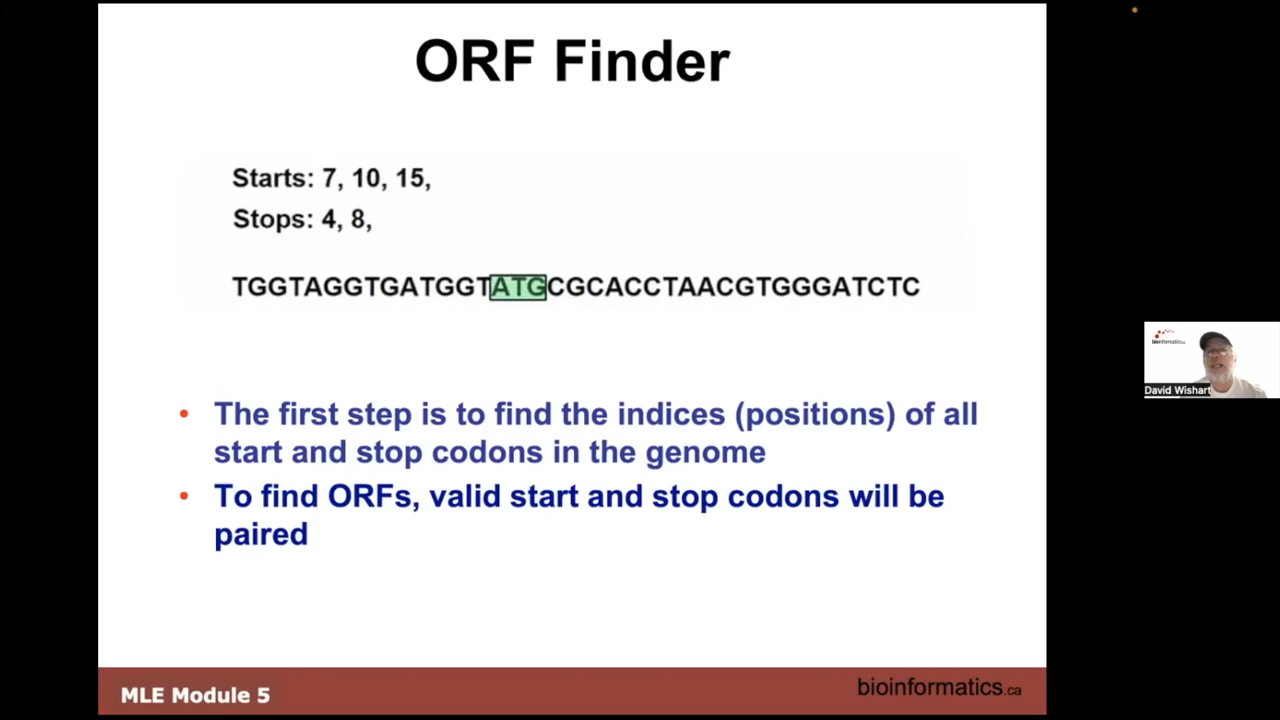 ORF Finder
Starts: 7, 10, 15,
Stops: 4, 8,
TGGTAGGTGATGGTATGCGCACCTAACGTGGGATCTC
• The first step is to find the indices (positions) of all
start and stop codons in the genome
• To find ORFs, valid start and stop codons will be
paired
MLE Module 5
bioinformatics.ca
bioinformatics.ca
David Wishart